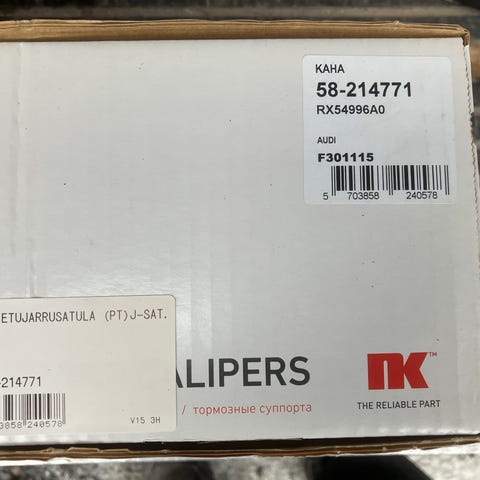 KAHA
58-214771
RX54996A0
AUDI
F301115
5 703858 240578
ETUJARRUSATULA (PT)J-SAT.
-214771
3858 240578
V15 3H
ALIPERS
/ тормозные суппорта
NK™
THE RELIABLE PART